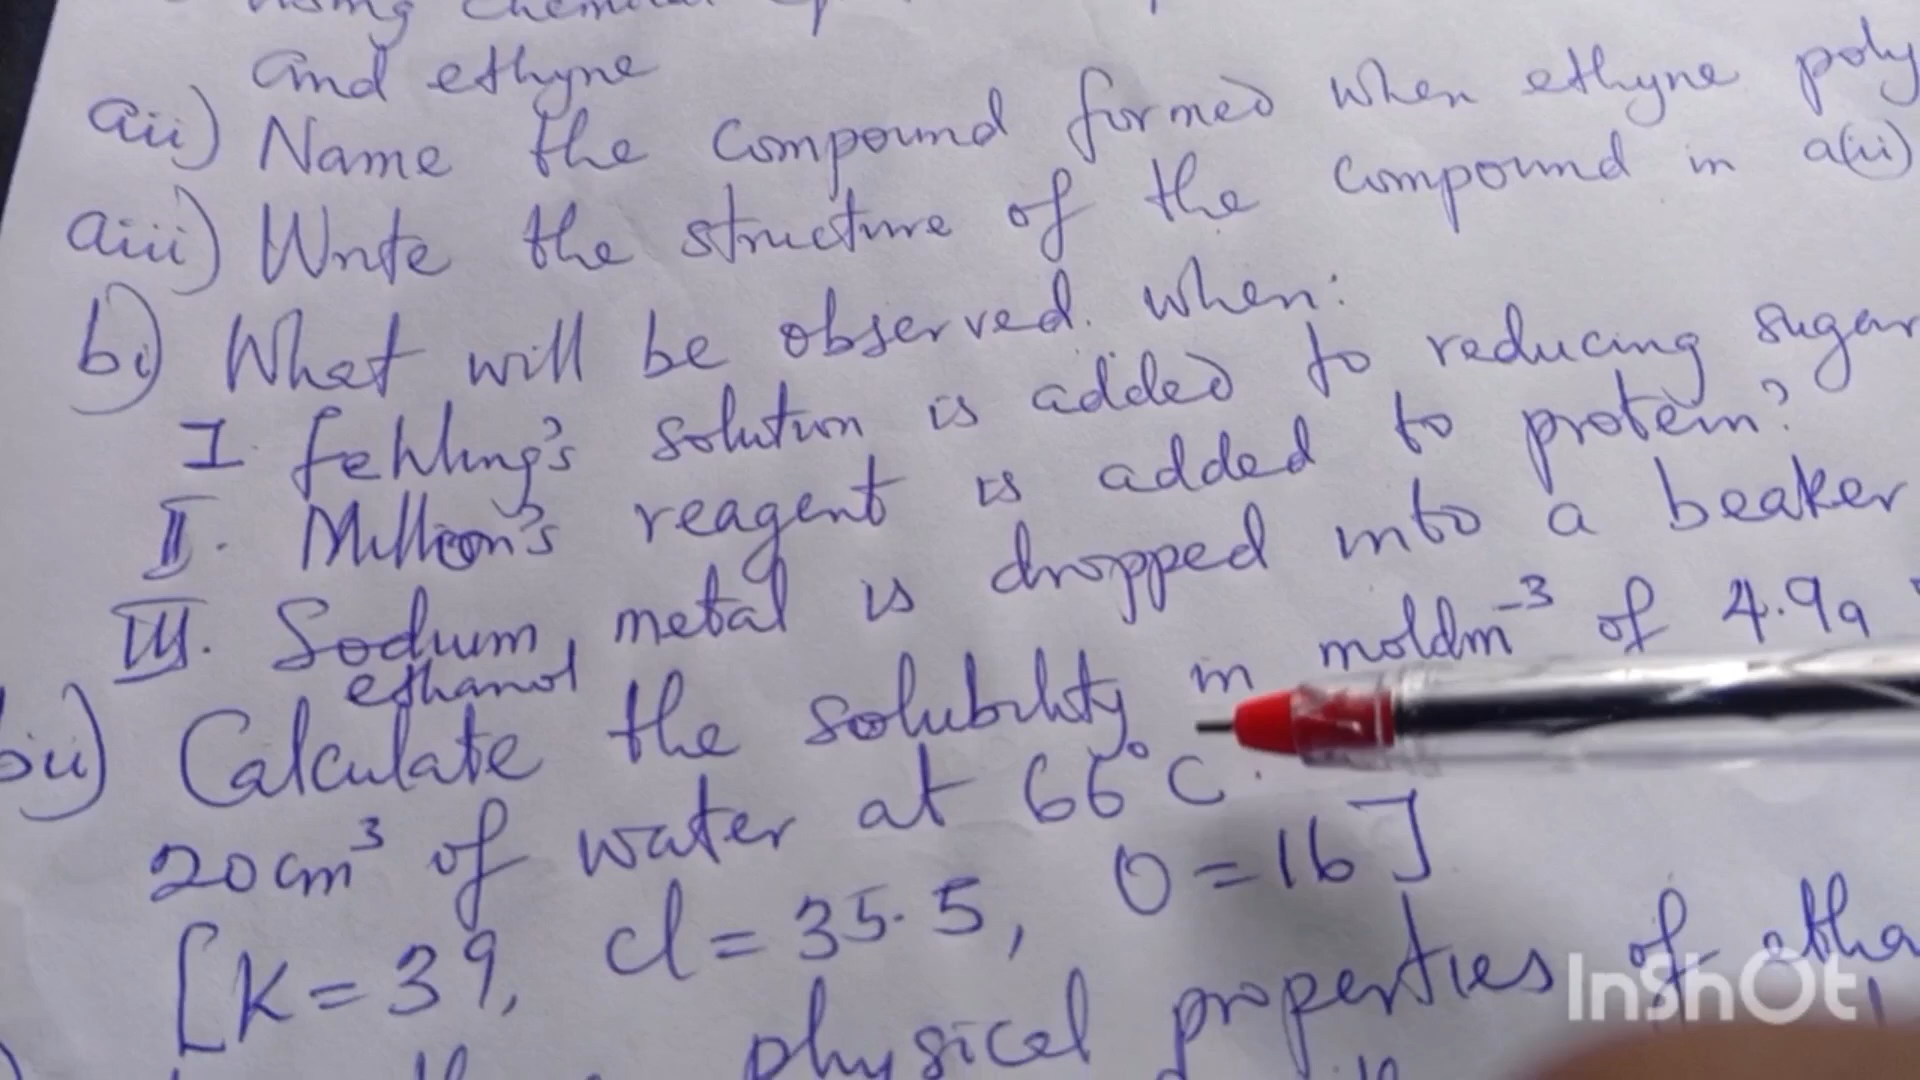 and ethyne
aii) Name the compound formed when ethyne poly
aiii) Write the structure of the compound in a(ii)
bi) What will be observed when:
I. fehling's solution is added to reducing sugar
II. Millicon's reagent is added to protein?
III. Sodium metal is dropped into a beaker
ethanol
bii) Calculate the solubility in moldm⁻³ of 4.9g
20cm³ of water at 66°C.
[K=39, Cl=35.5, O=16]
physical properties of etha
InShOt